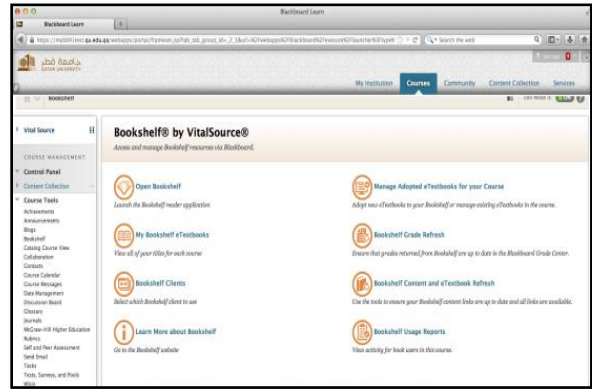 Blackboard Learn
Blackboard Learn
Search the web
جامعة قطر
QATAR UNIVERSITY
My Institution
Courses
Community
Content Collection
Services
Bookshelf
Vital Source
COURSE MANAGEMENT
Control Panel
Content Collection
Course Tools
Achievements
Announcements
Blogs
Bookshelf
Catalog Course View
Collaboration
Contacts
Course Calendar
Course Messages
Date Management
Discussion Board
Glossary
Journals
McGraw-Hill Higher Education
Rubrics
Self and Peer Assessment
Send Email
Tasks
Tests, Surveys, and Pools
Wikis
Bookshelf® by VitalSource®
Access and manage Bookshelf resources via Blackboard.
Open Bookshelf
Launch the Bookshelf reader application
My Bookshelf eTextbooks
View all of your titles for each course
Bookshelf Clients
Select which Bookshelf client to use
Learn More about Bookshelf
Go to the Bookshelf website
Manage Adopted eTextbooks for your Course
Adopt new eTextbooks to your Bookshelf or manage existing eTextbooks in the course.
Bookshelf Grade Refresh
Ensure that grades returned from Bookshelf are up to date in the Blackboard Grade Center.
Bookshelf Content and eTextbook Refresh
Use the tools to ensure your Bookshelf content links are up to date and all links are available.
Bookshelf Usage Reports
View activity for book users in this course.